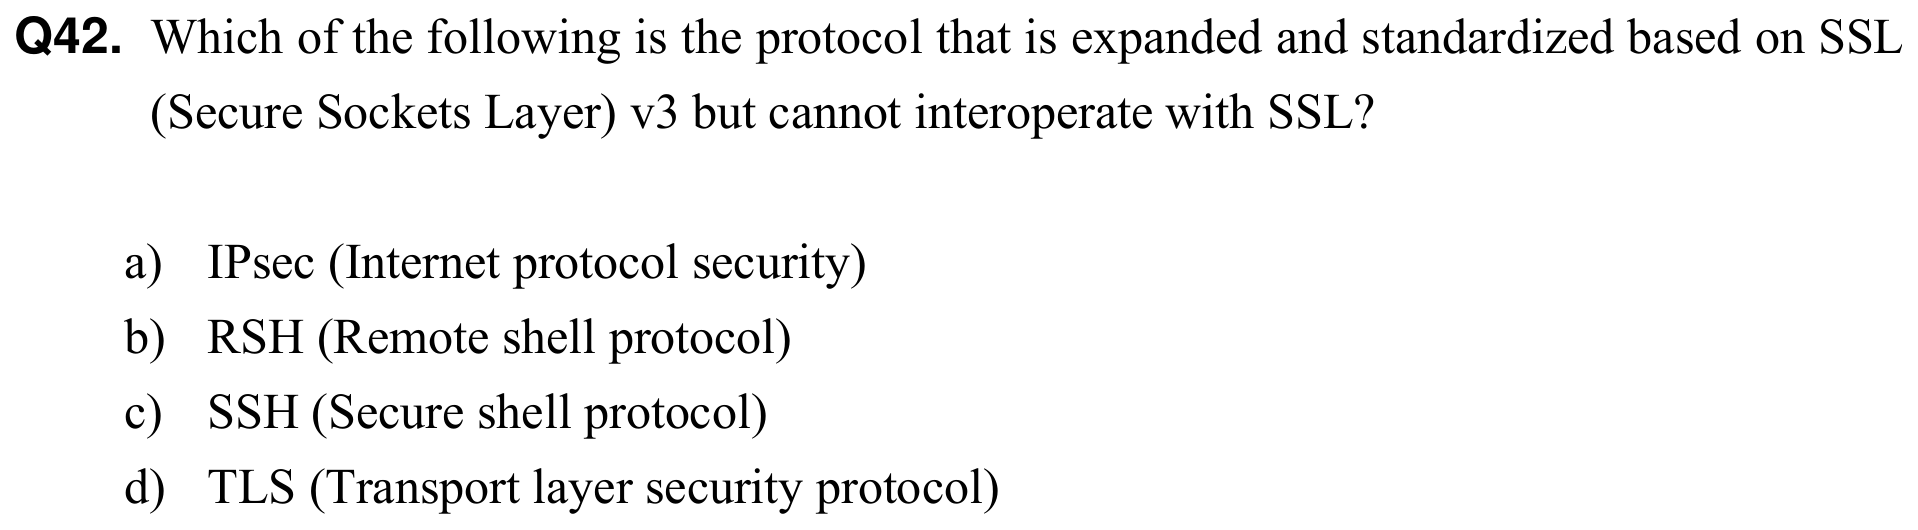 Q42. Which of the following is the protocol that is expanded and standardized based on SSL
(Secure Sockets Layer) v3 but cannot interoperate with SSL?
a) IPsec (Internet protocol security)
b) RSH (Remote shell protocol)
c) SSH (Secure shell protocol)
d) TLS (Transport layer security protocol)